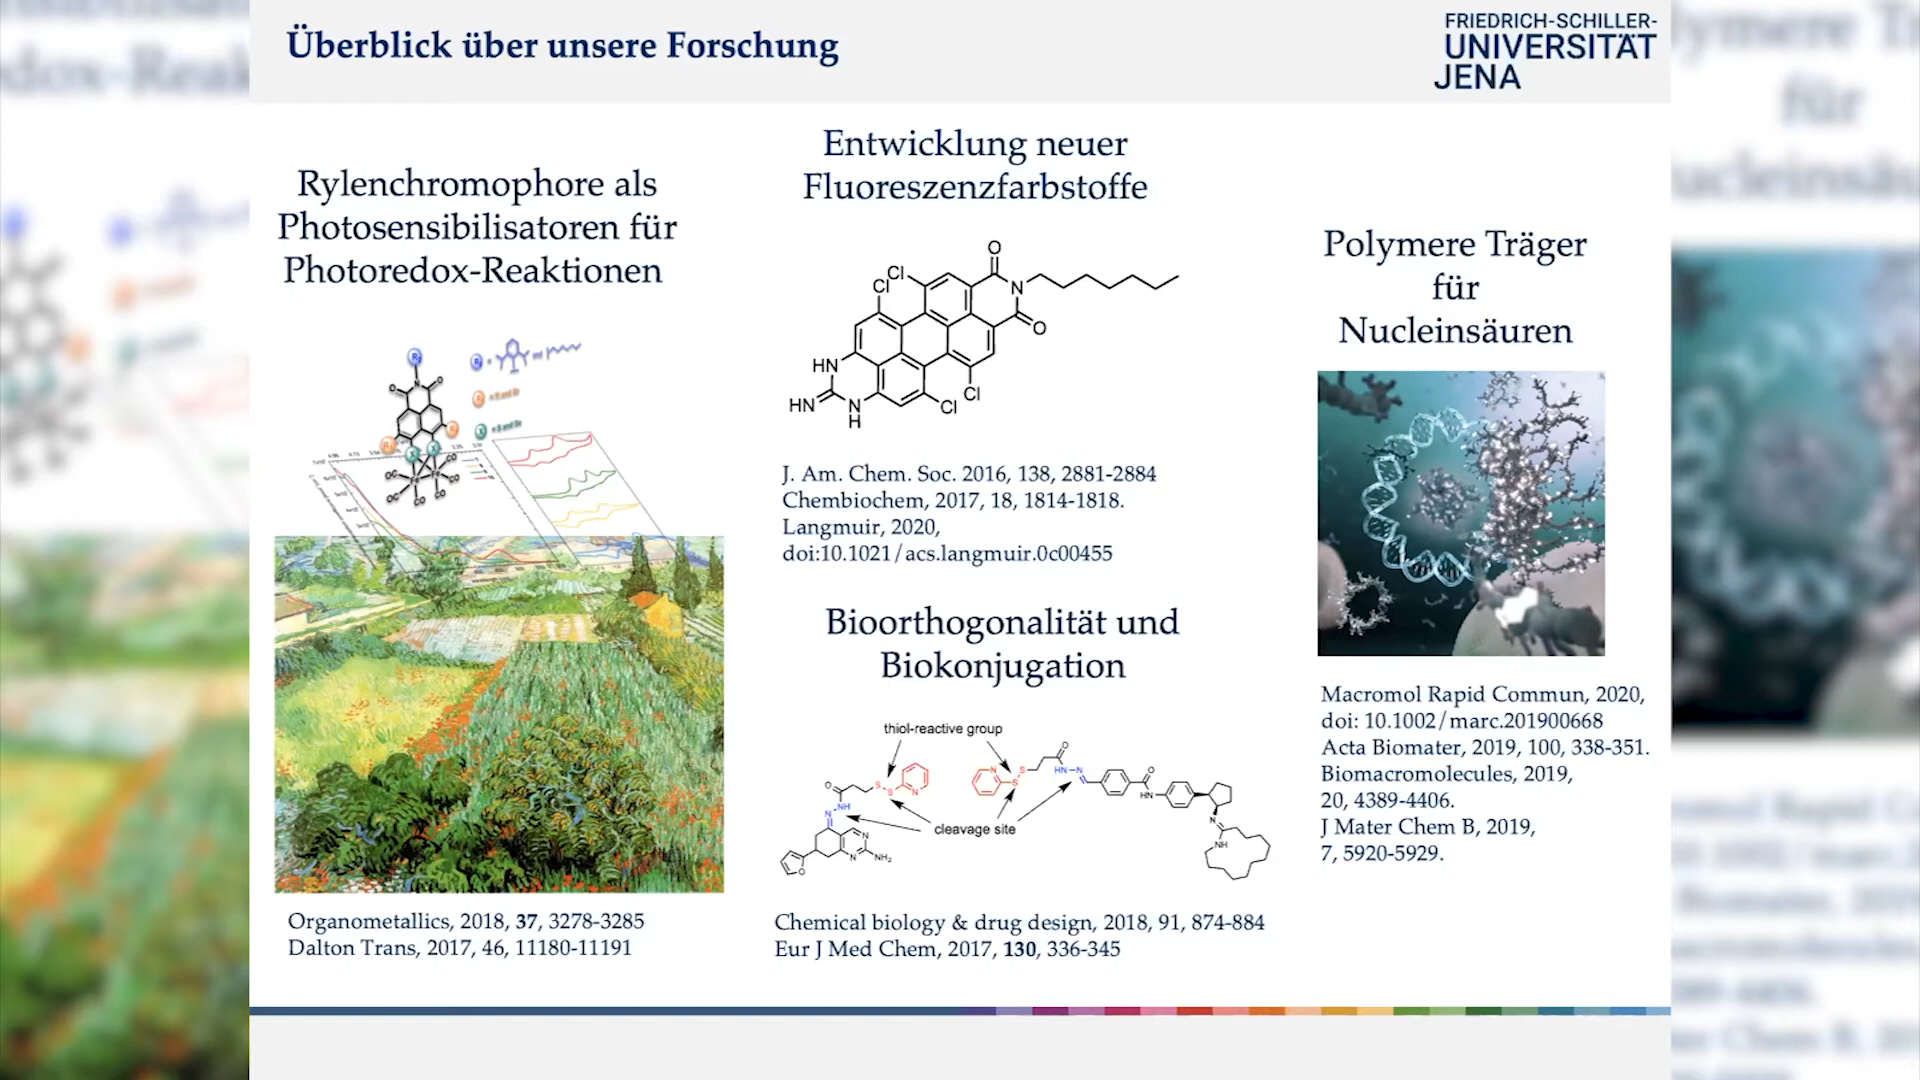 Überblick über unsere Forschung
FRIEDRICH-SCHILLER-
UNIVERSITÄT
JENA
Rylenchromophore als
Photosensibilisatoren für
Photoredox-Reaktionen
Organometallics, 2018, 37, 3278-3285
Dalton Trans, 2017, 46, 11180-11191
Entwicklung neuer
Fluoreszenzfarbstoffe
O
Cl
Cl
N
O
HN
Cl
HN
N
H
Cl
J. Am. Chem. Soc. 2016, 138, 2881-2884
Chembiochem, 2017, 18, 1814-1818.
Langmuir, 2020,
doi:10.1021/acs.langmuir.0c00455
Bioorthogonalität und
Biokonjugation
thiol-reactive group
cleavage site
Chemical biology & drug design, 2018, 91, 874-884
Eur J Med Chem, 2017, 130, 336-345
Polymere Träger
für
Nucleinsäuren
Macromol Rapid Commun, 2020,
doi: 10.1002/marc.201900668
Acta Biomater, 2019, 100, 338-351.
Biomacromolecules, 2019,
20, 4389-4406.
J Mater Chem B, 2019,
7, 5920-5929.